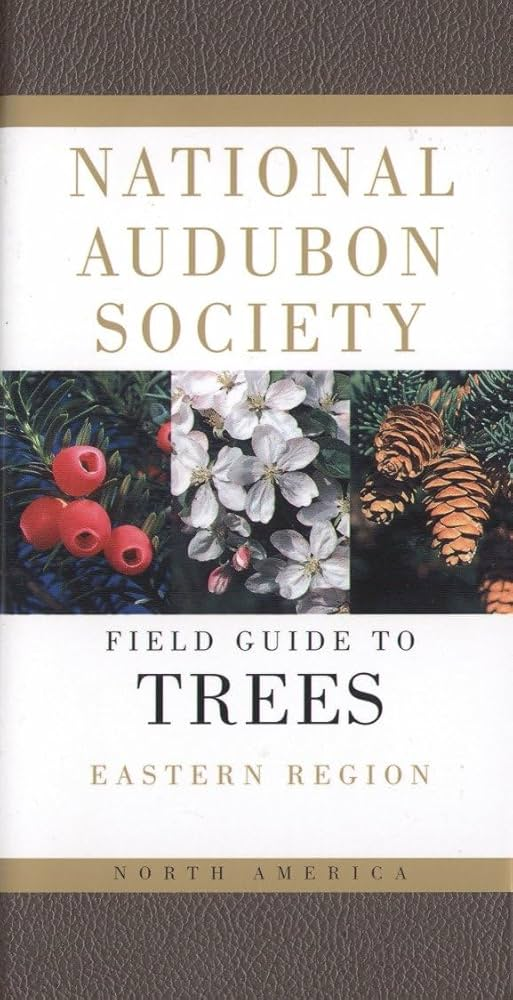 NATIONAL
AUDUBON
SOCIETY
FIELD GUIDE TO
TREES
EASTERN REGION
NORTH AMERICA